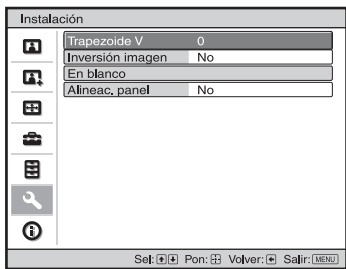 Instalación
Trapezoide V 0
Inversión imagen No
En blanco
Alineac. panel No
Sel: Pon: Volver: Salir: MENU